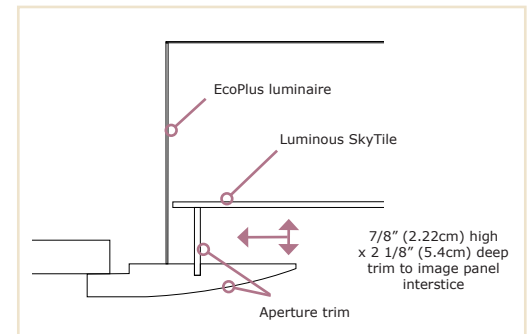 EcoPlus luminaire
Luminous SkyTile
7/8” (2.22cm) high
x 2 1/8” (5.4cm) deep
trim to image panel
interstice
Aperture trim